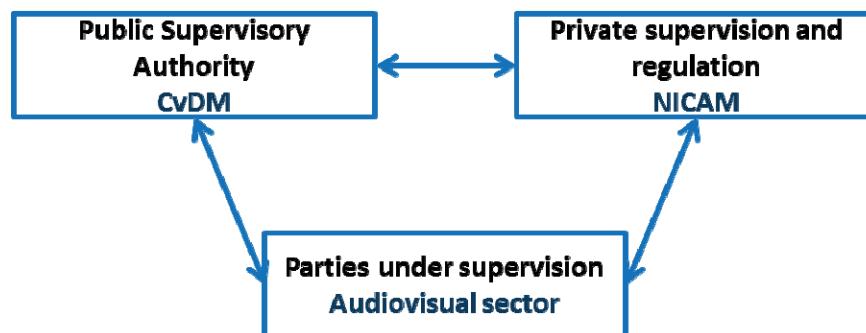 Public Supervisory
Authority
CvDM
Private supervision and
regulation
NICAM
Parties under supervision
Audiovisual sector